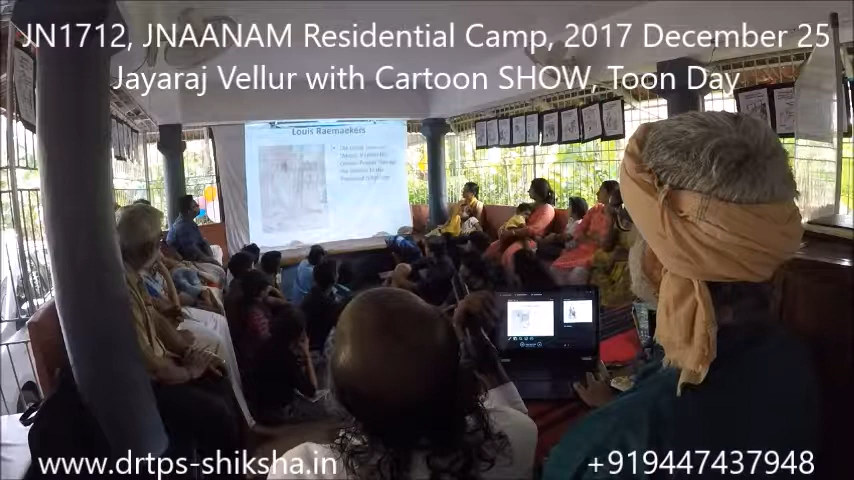 JN1712, JNAANAM Residential Camp, 2017 December 25
Jayaraj Vellur with Cartoon SHOW, Toon Day
Louis Raemaekers
www.drtps-shiksha.in
+919447437948